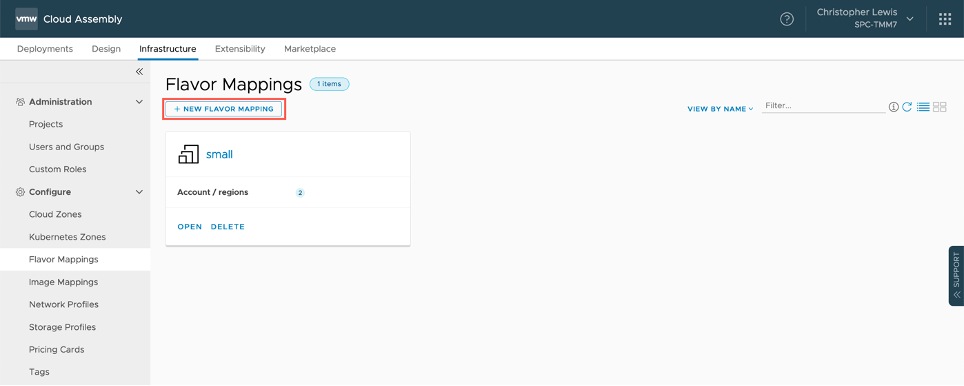 vmw Cloud Assembly
Christopher Lewis
SPC-TMM7
Deployments Design Infrastructure Extensibility Marketplace
Administration
Projects
Users and Groups
Custom Roles
Configure
Cloud Zones
Kubernetes Zones
Flavor Mappings
Image Mappings
Network Profiles
Storage Profiles
Pricing Cards
Tags
Flavor Mappings 1 items
+ NEW FLAVOR MAPPING
VIEW BY NAME Filter...
small
Account / regions 2
OPEN DELETE
SUPPORT